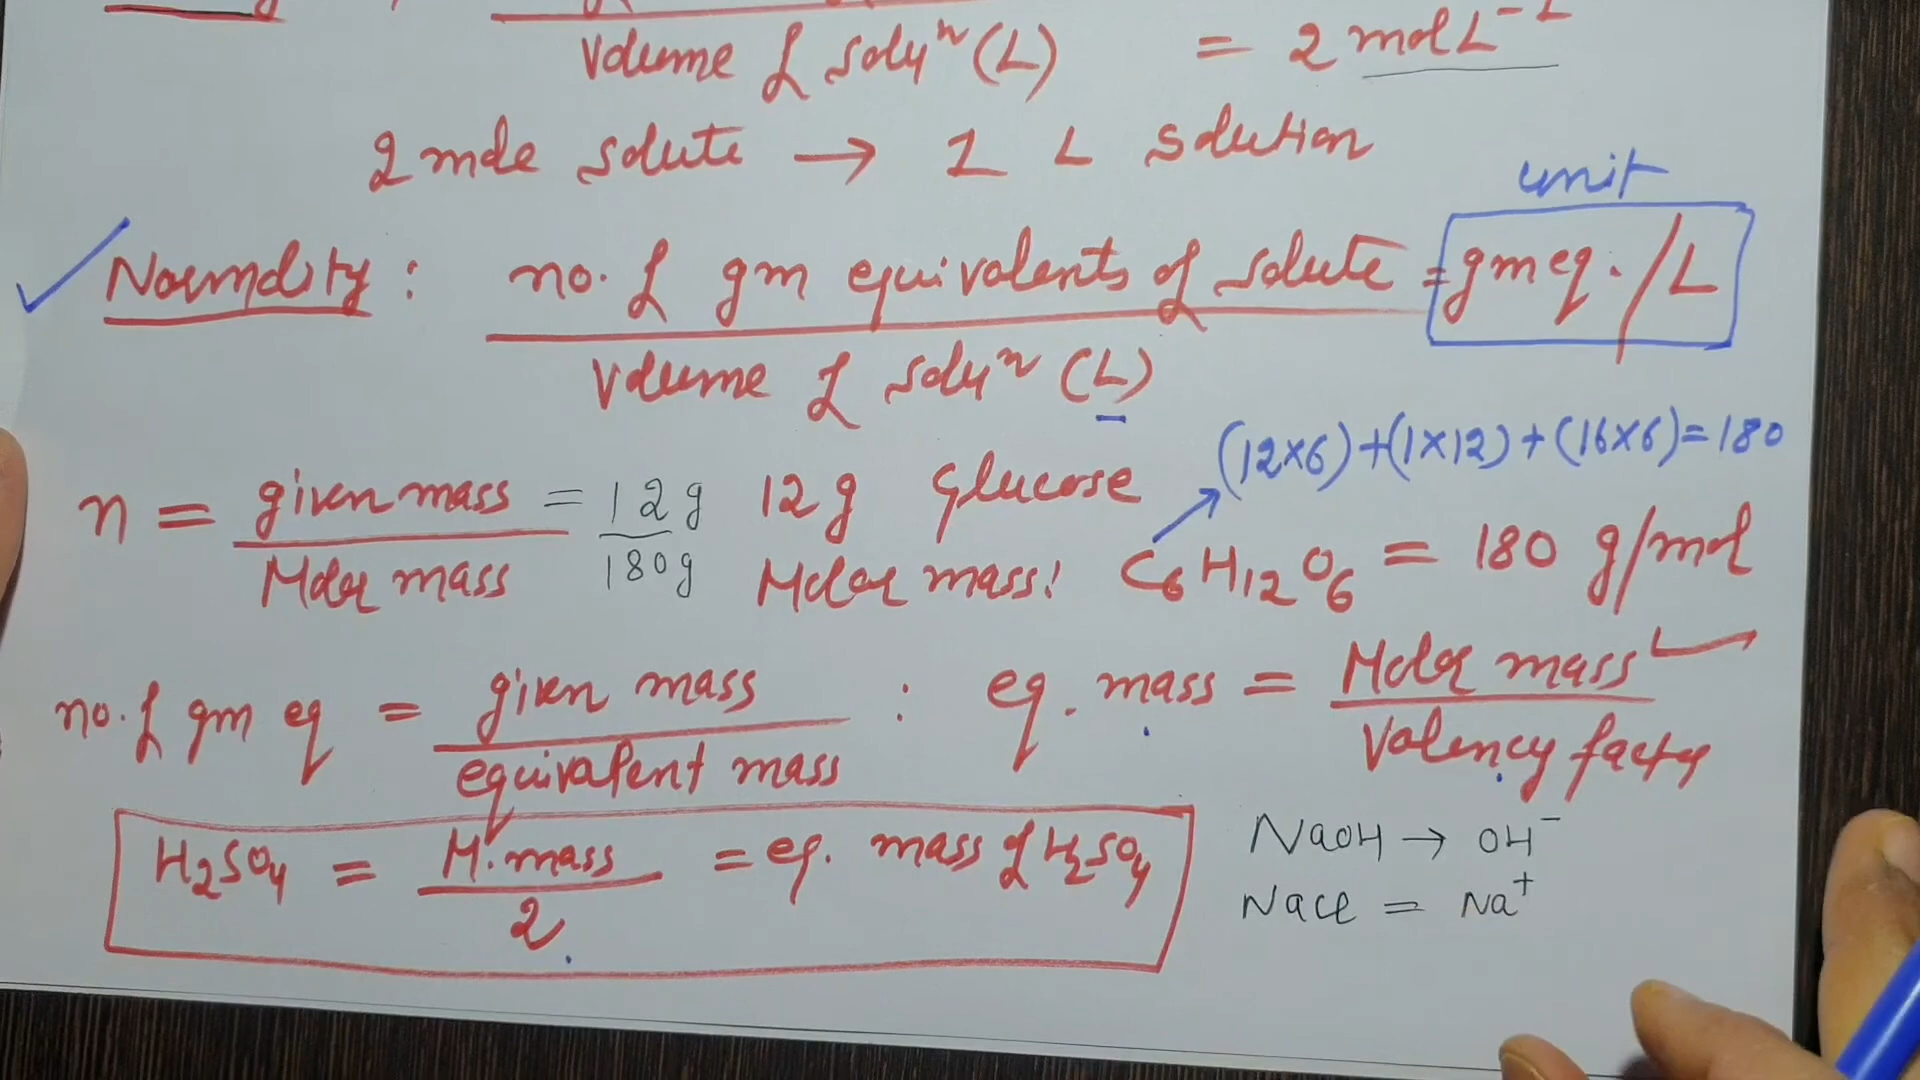 Volume of solⁿ (L) = 2 mol L⁻¹
2 mole solute → 1 L solution
unit
Normality : no. of gm equivalents of solute = gm eq. / L
Volume of solⁿ (L)
(12×6)+(1×12)+(16×6)=180
n = given mass = 12g 12g Glucose
Molar mass 180g Molar mass: C₆H₁₂O₆ = 180 g/mol
no. of gm eq = given mass : eq. mass = Molar mass
equivalent mass Valency factor
H₂SO₄ = M. mass = eq. mass of H₂SO₄
2
NaOH → OH⁻
NaCl = Na⁺